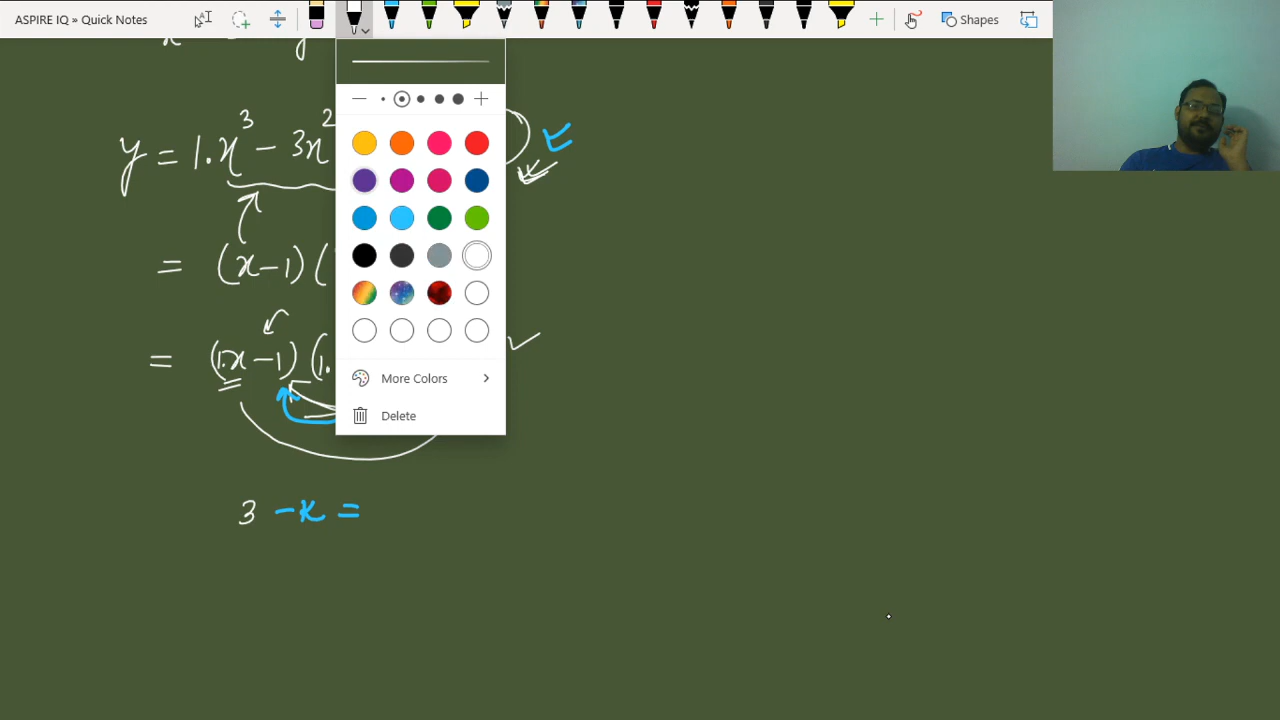 ASPIRE IQ » Quick Notes
Shapes
x y
y = 1.x³ - 3x²
= (x-1)(
= (1.x-1)(1.
More Colors
Delete
3 -k =